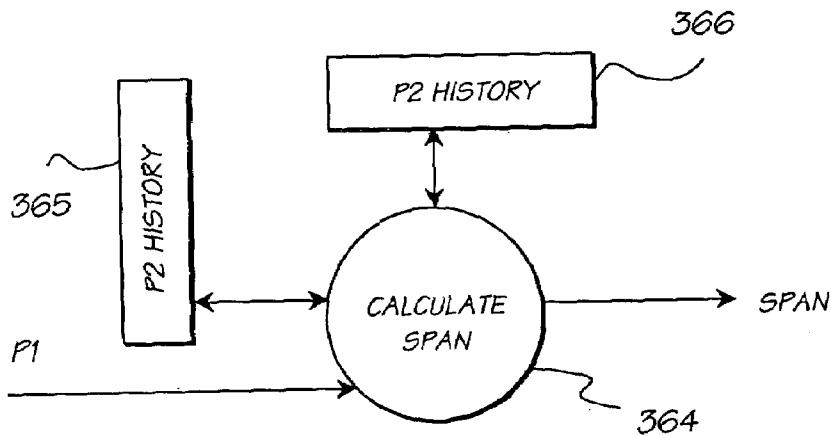 366
P2 HISTORY
365
P2 HISTORY
CALCULATE
SPAN
SPAN
P1
364